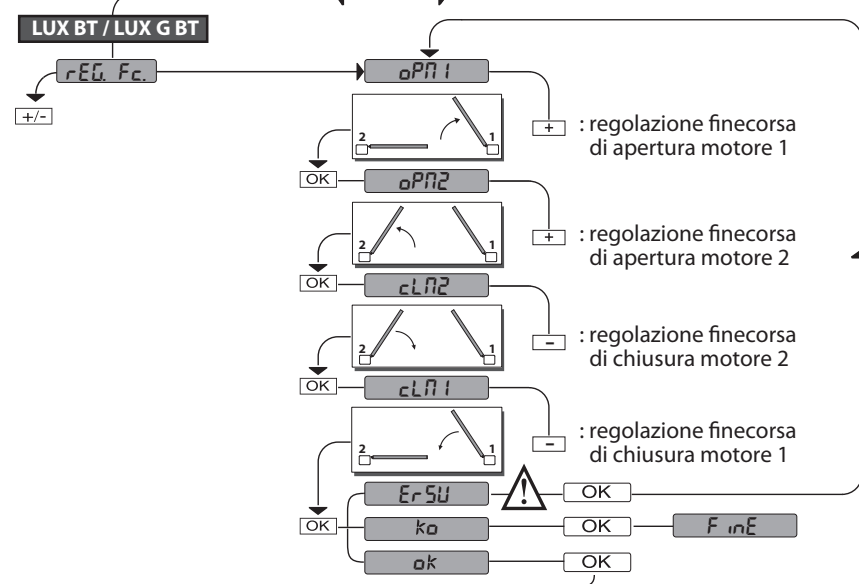 LUX BT / LUX G BT
rEG. Fc.
+/-
oPM1
+ : regolazione finecorsa
di apertura motore 1
2 1
OK oPM2
+ : regolazione finecorsa
di apertura motore 2
2 1
OK cLM2
- : regolazione finecorsa
di chiusura motore 2
2 1
OK cLM1
- : regolazione finecorsa
di chiusura motore 1
2 1
ErSU ! OK
OK ko OK FinE
ok OK